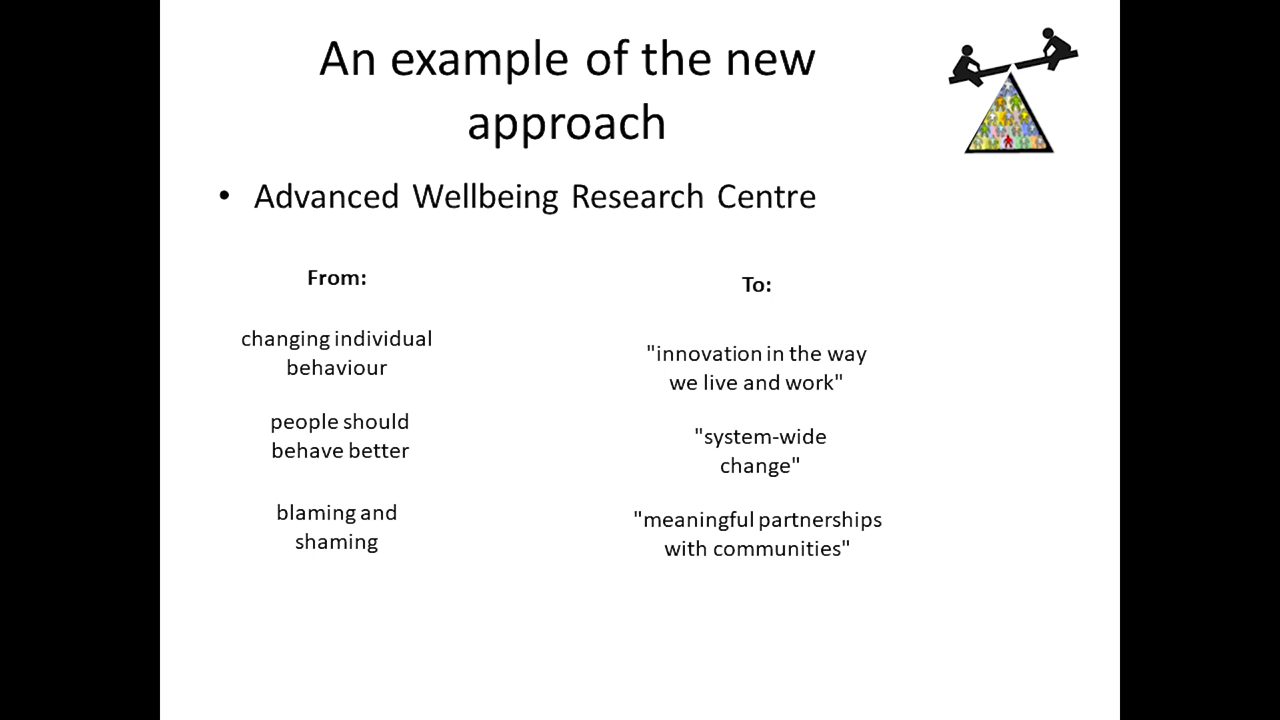 An example of the new
approach
• Advanced Wellbeing Research Centre
From:
changing individual
behaviour
people should
behave better
blaming and
shaming
To:
"innovation in the way
we live and work"
"system-wide
change"
"meaningful partnerships
with communities"